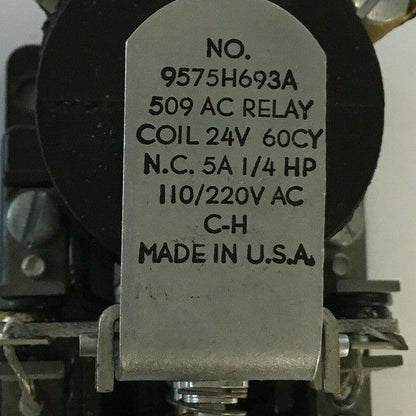 NO.
9575H693A
509 AC RELAY
COIL 24V 60CY
N.C. 5A 1/4 HP
110/220V AC
C-H
MADE IN U.S.A.